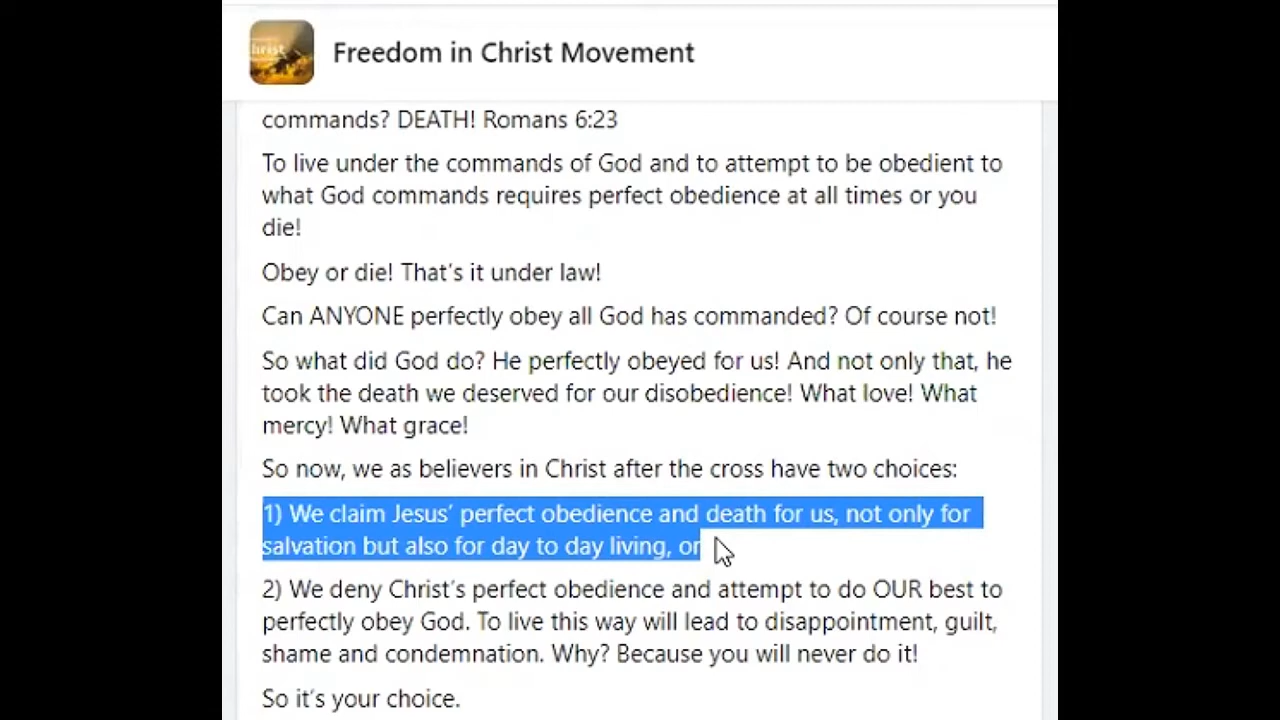 hrist
Freedom in Christ Movement
commands? DEATH! Romans 6:23
To live under the commands of God and to attempt to be obedient to
what God commands requires perfect obedience at all times or you
die!
Obey or die! That's it under law!
Can ANYONE perfectly obey all God has commanded? Of course not!
So what did God do? He perfectly obeyed for us! And not only that, he
took the death we deserved for our disobedience! What love! What
mercy! What grace!
So now, we as believers in Christ after the cross have two choices:
1) We claim Jesus' perfect obedience and death for us, not only for
salvation but also for day to day living, or
2) We deny Christ's perfect obedience and attempt to do OUR best to
perfectly obey God. To live this way will lead to disappointment, guilt,
shame and condemnation. Why? Because you will never do it!
So it's your choice.